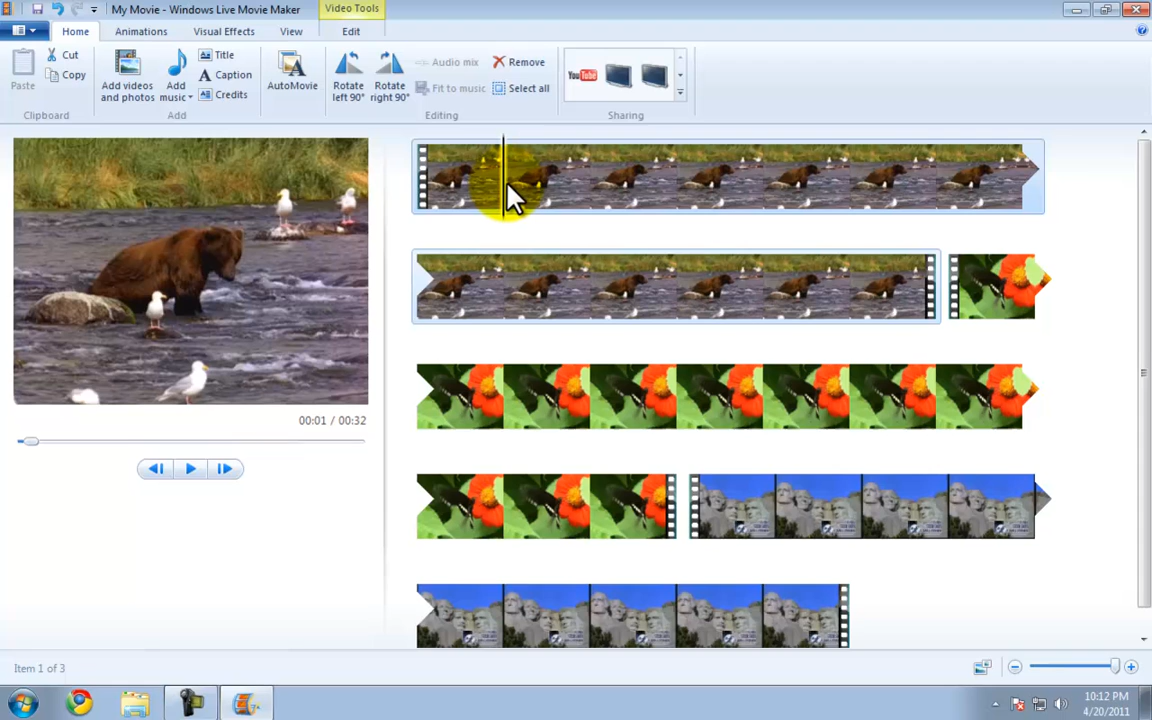 My Movie - Windows Live Movie Maker
Video Tools
Home
Animations
Visual Effects
View
Edit
Paste
Cut
Copy
Clipboard
Add videos
and photos
Add
music
Title
Caption
Credits
Add
AutoMovie
Rotate
left 90°
Rotate
right 90°
Audio mix
Fit to music
Remove
Select all
Editing
YouTube
Sharing
00:01 / 00:32
Item 1 of 3
10:12 PM
4/20/2011